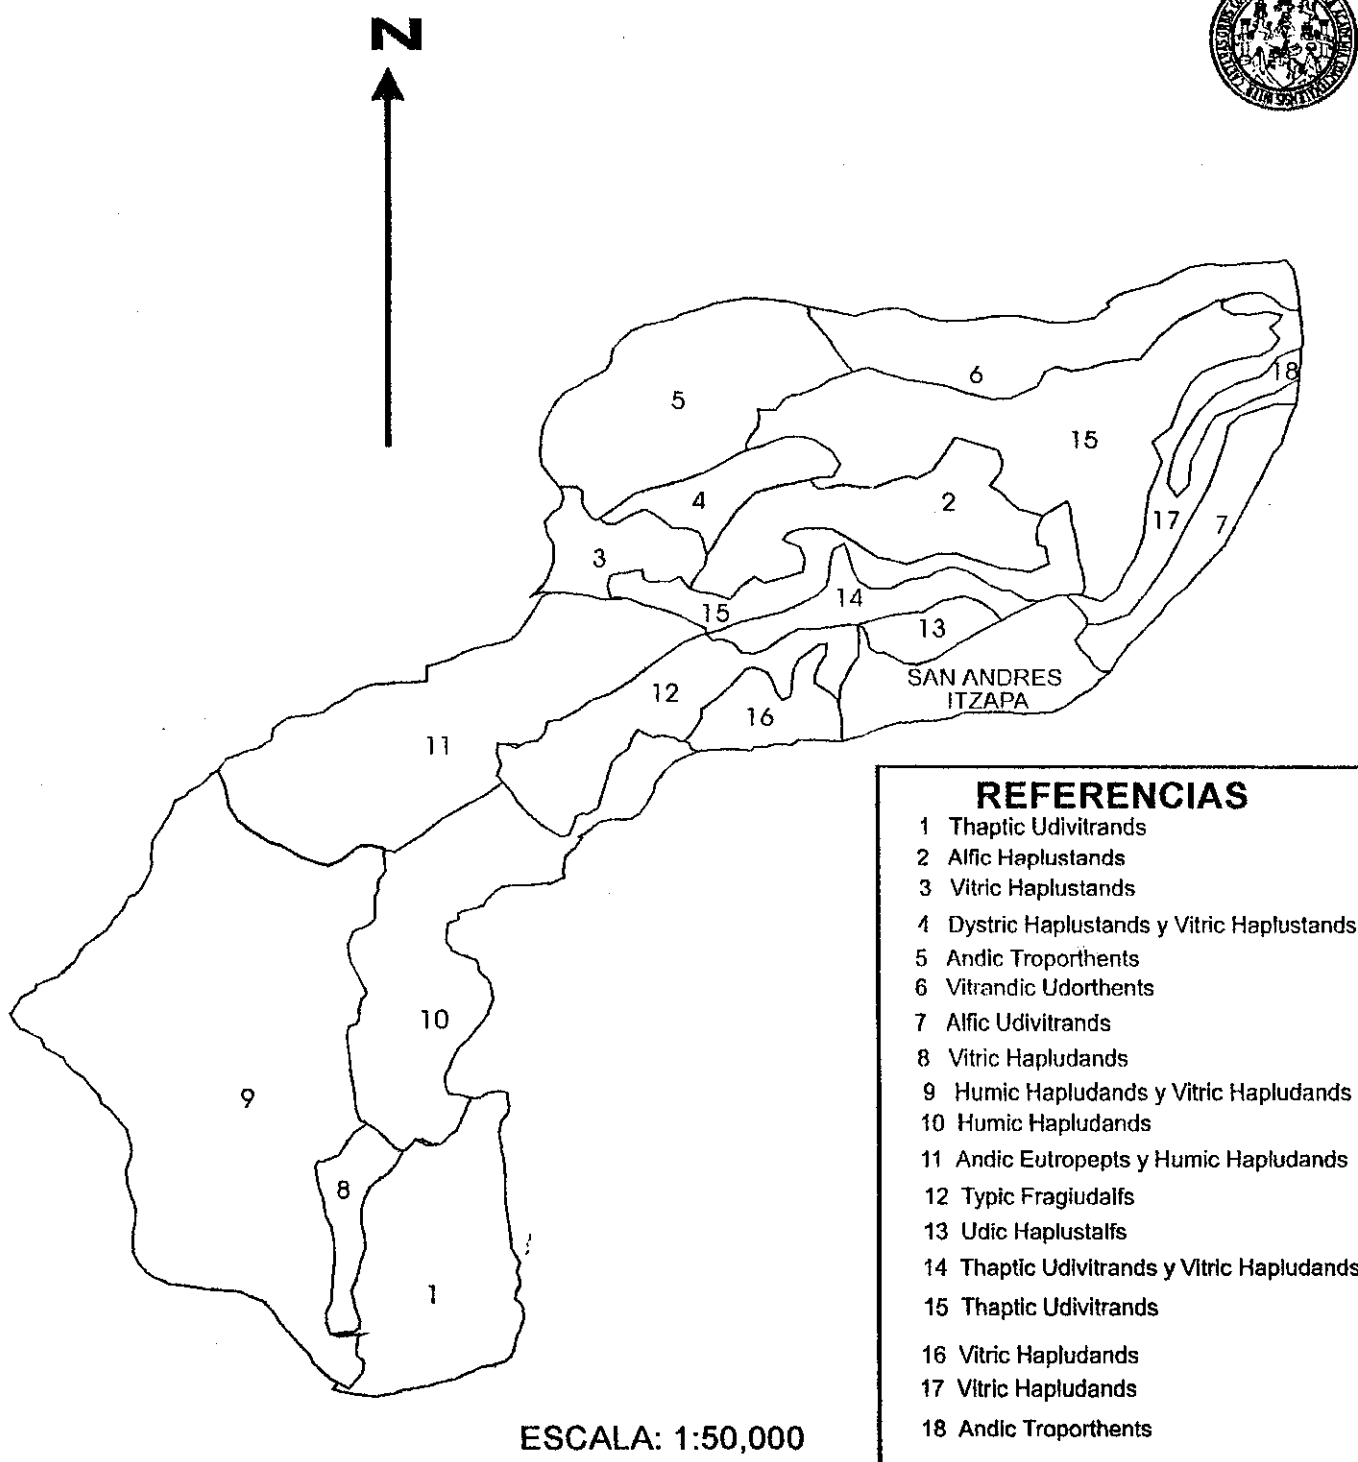 N
6
5
18
15
4
2
17
7
3
14
15
13
SAN ANDRES
ITZAPA
12
16
11
10
9
8
1
REFERENCIAS
1 Thaptic Udivitrands
2 Alfic Haplustands
3 Vitric Haplustands
4 Dystric Haplustands y Vitric Haplustands
5 Andic Troporthents
6 Vitrandic Udorthents
7 Alfic Udivitrands
8 Vitric Hapludands
9 Humic Hapludands y Vitric Hapludands
10 Humic Hapludands
11 Andic Eutropepts y Humic Hapludands
12 Typic Fragiudalfs
13 Udic Haplustalfs
14 Thaptic Udivitrands y Vitric Hapludands
15 Thaptic Udivitrands
16 Vitric Hapludands
17 Vitric Hapludands
18 Andic Troporthents
ESCALA: 1:50,000